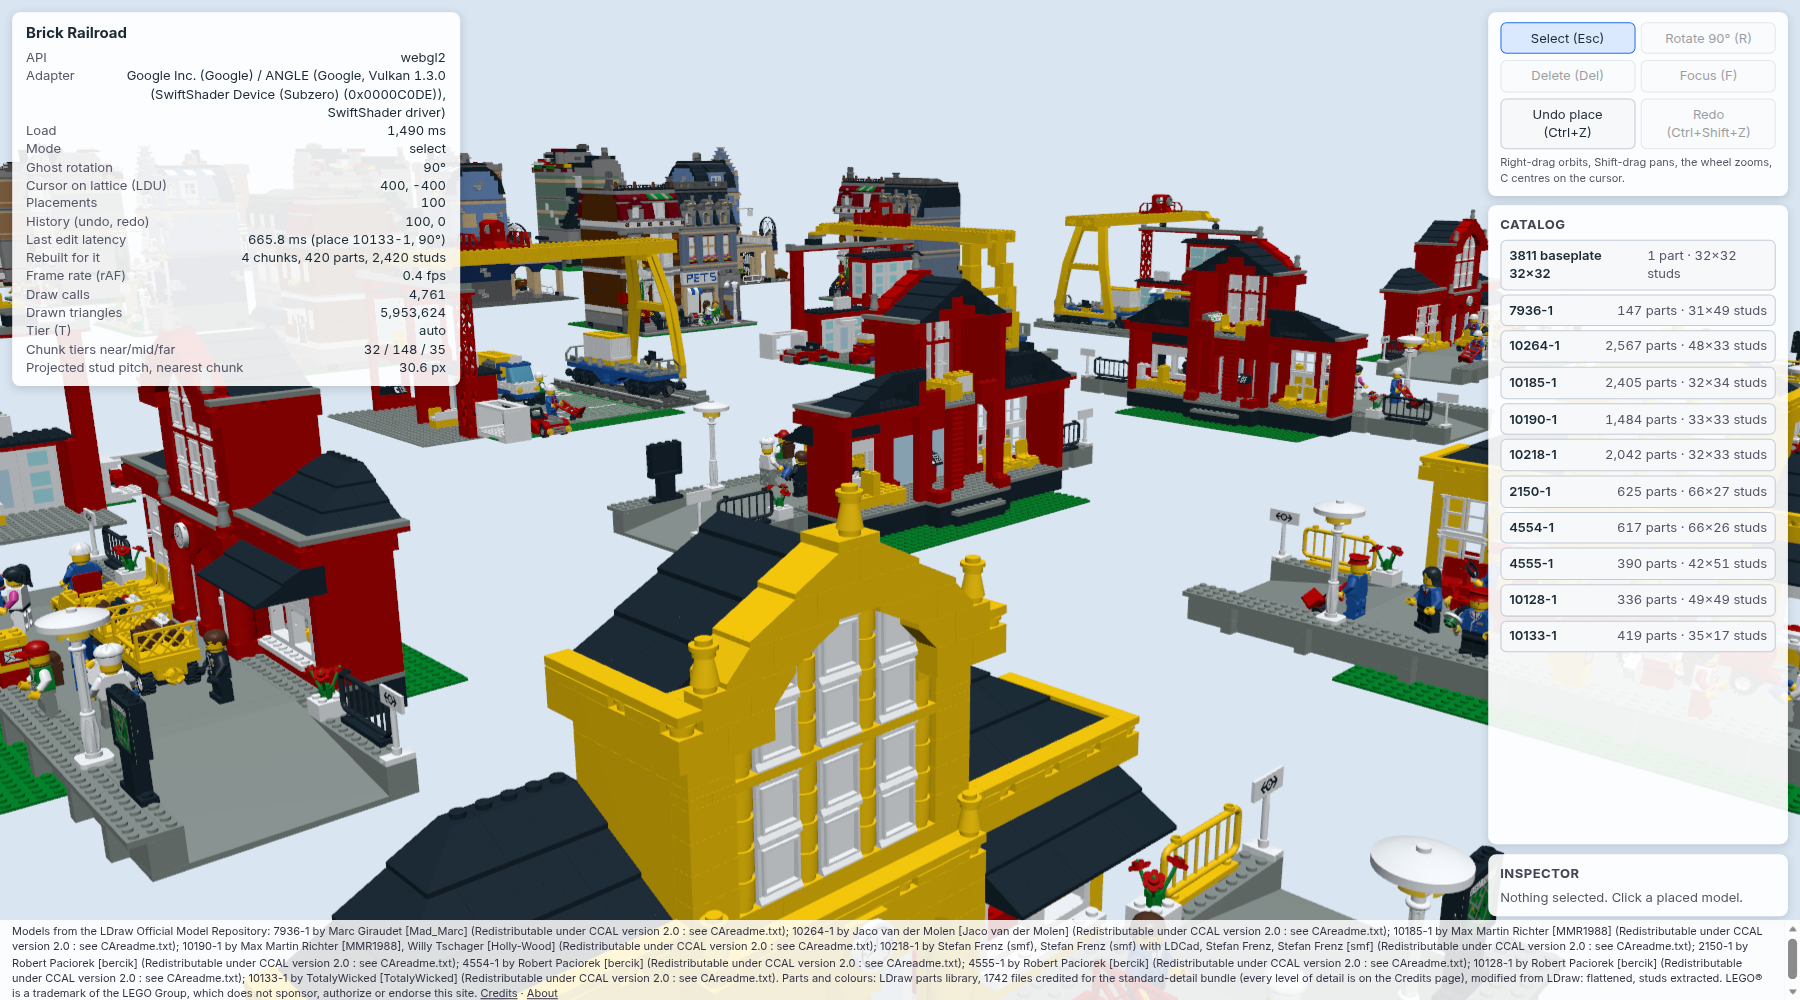 Brick Railroad
API webgl2
Adapter Google Inc. (Google) / ANGLE (Google, Vulkan 1.3.0
(SwiftShader Device (Subzero) (0x0000C0DE)),
SwiftShader driver)
Load 1,490 ms
Mode select
Ghost rotation 90°
Cursor on lattice (LDU) 400, -400
Placements 100
History (undo, redo) 100, 0
Last edit latency 665.8 ms (place 10133-1, 90°)
Rebuilt for it 4 chunks, 420 parts, 2,420 studs
Frame rate (rAF) 0.4 fps
Draw calls 4,761
Drawn triangles 5,953,624
Tier (T) auto
Chunk tiers near/mid/far 32 / 148 / 35
Projected stud pitch, nearest chunk 30.6 px
PETS
Select (Esc) Rotate 90° (R)
Delete (Del) Focus (F)
Undo place (Ctrl+Z) Redo (Ctrl+Shift+Z)
Right-drag orbits, Shift-drag pans, the wheel zooms,
C centres on the cursor.
CATALOG
3811 baseplate 32×32 1 part · 32×32 studs
7936-1 147 parts · 31×49 studs
10264-1 2,567 parts · 48×33 studs
10185-1 2,405 parts · 32×34 studs
10190-1 1,484 parts · 33×33 studs
10218-1 2,042 parts · 32×33 studs
2150-1 625 parts · 66×27 studs
4554-1 617 parts · 66×26 studs
4555-1 390 parts · 42×51 studs
10128-1 336 parts · 49×49 studs
10133-1 419 parts · 35×17 studs
INSPECTOR
Nothing selected. Click a placed model.
Models from the LDraw Official Model Repository: 7936-1 by Marc Giraudet [Mad_Marc] (Redistributable under CCAL version 2.0 : see CAreadme.txt); 10264-1 by Jaco van der Molen [Jaco van der Molen] (Redistributable under CCAL version 2.0 : see CAreadme.txt); 10185-1 by Max Martin Richter [MMR1988] (Redistributable under CCAL
version 2.0 : see CAreadme.txt); 10190-1 by Max Martin Richter [MMR1988], Willy Tschager [Holly-Wood] (Redistributable under CCAL version 2.0 : see CAreadme.txt); 10218-1 by Stefan Frenz (smf), Stefan Frenz (smf) with LDCad, Stefan Frenz, Stefan Frenz [smf] (Redistributable under CCAL version 2.0 : see CAreadme.txt); 2150-1 by
Robert Paciorek [bercik] (Redistributable under CCAL version 2.0 : see CAreadme.txt); 4554-1 by Robert Paciorek [bercik] (Redistributable under CCAL version 2.0 : see CAreadme.txt); 4555-1 by Robert Paciorek [bercik] (Redistributable under CCAL version 2.0 : see CAreadme.txt); 10128-1 by Robert Paciorek [bercik] (Redistributable
under CCAL version 2.0 : see CAreadme.txt); 10133-1 by TotalyWicked [TotalyWicked] (Redistributable under CCAL version 2.0 : see CAreadme.txt). Parts and colours: LDraw parts library, 1742 files credited for the standard-detail bundle (every level of detail is on the Credits page), modified from LDraw: flattened, studs extracted. LEGO®
is a trademark of the LEGO Group, which does not sponsor, authorize or endorse this site. Credits · About